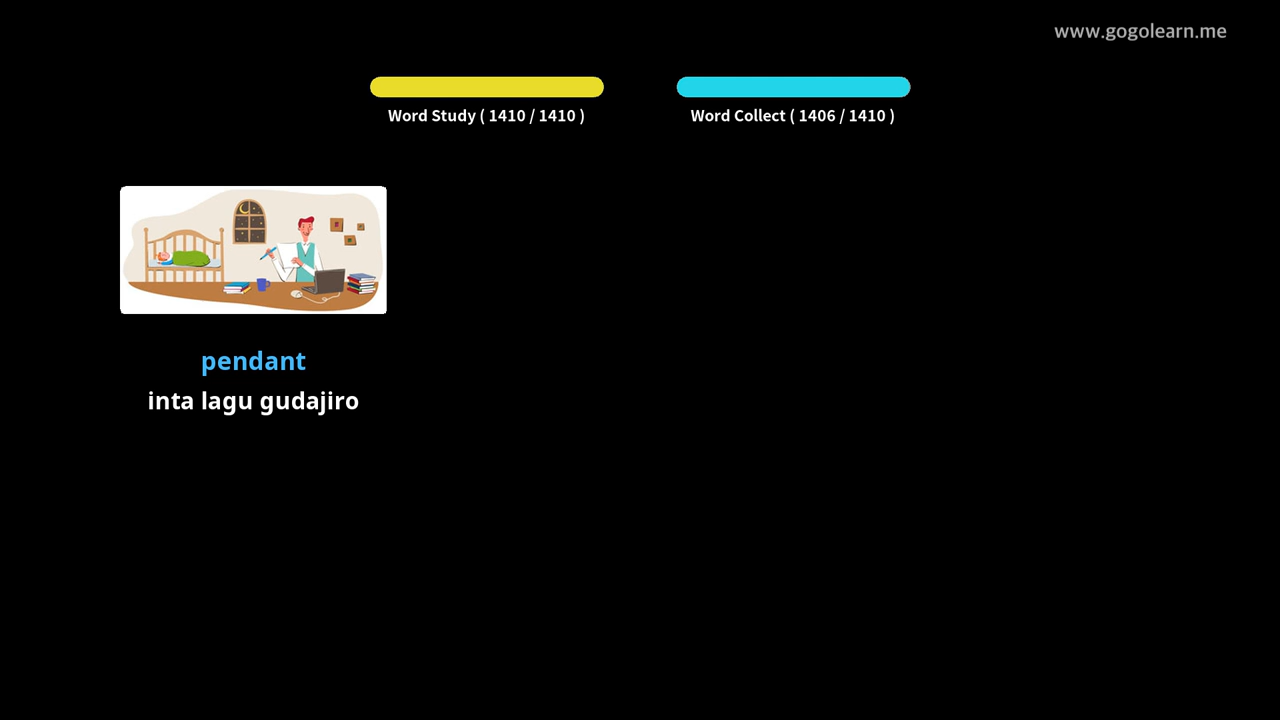 www.gogolearn.me
Word Study ( 1410 / 1410 )
Word Collect ( 1406 / 1410 )
pendant
inta lagu gudajiro